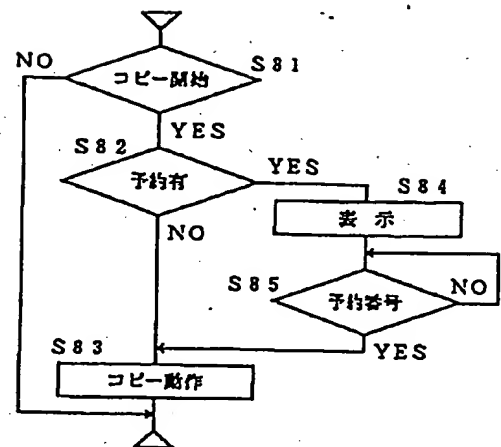 NO
コピー開始
S81
YES
S82
予約有
YES
S84
表 示
NO
S85
予約番号
NO
YES
S83
コピー動作